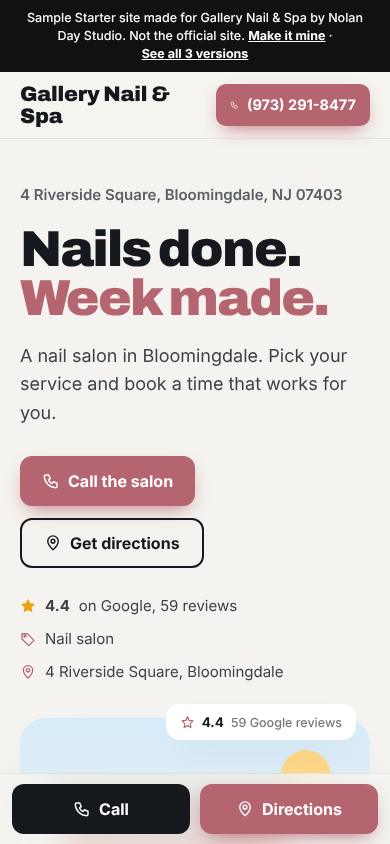 Sample Starter site made for Gallery Nail & Spa by Nolan
Day Studio. Not the official site. Make it mine ·
See all 3 versions
Gallery Nail &
Spa
(973) 291-8477
4 Riverside Square, Bloomingdale, NJ 07403
Nails done.
Week made.
A nail salon in Bloomingdale. Pick your
service and book a time that works for
you.
Call the salon
Get directions
4.4 on Google, 59 reviews
Nail salon
4 Riverside Square, Bloomingdale
4.4 59 Google reviews
Call
Directions